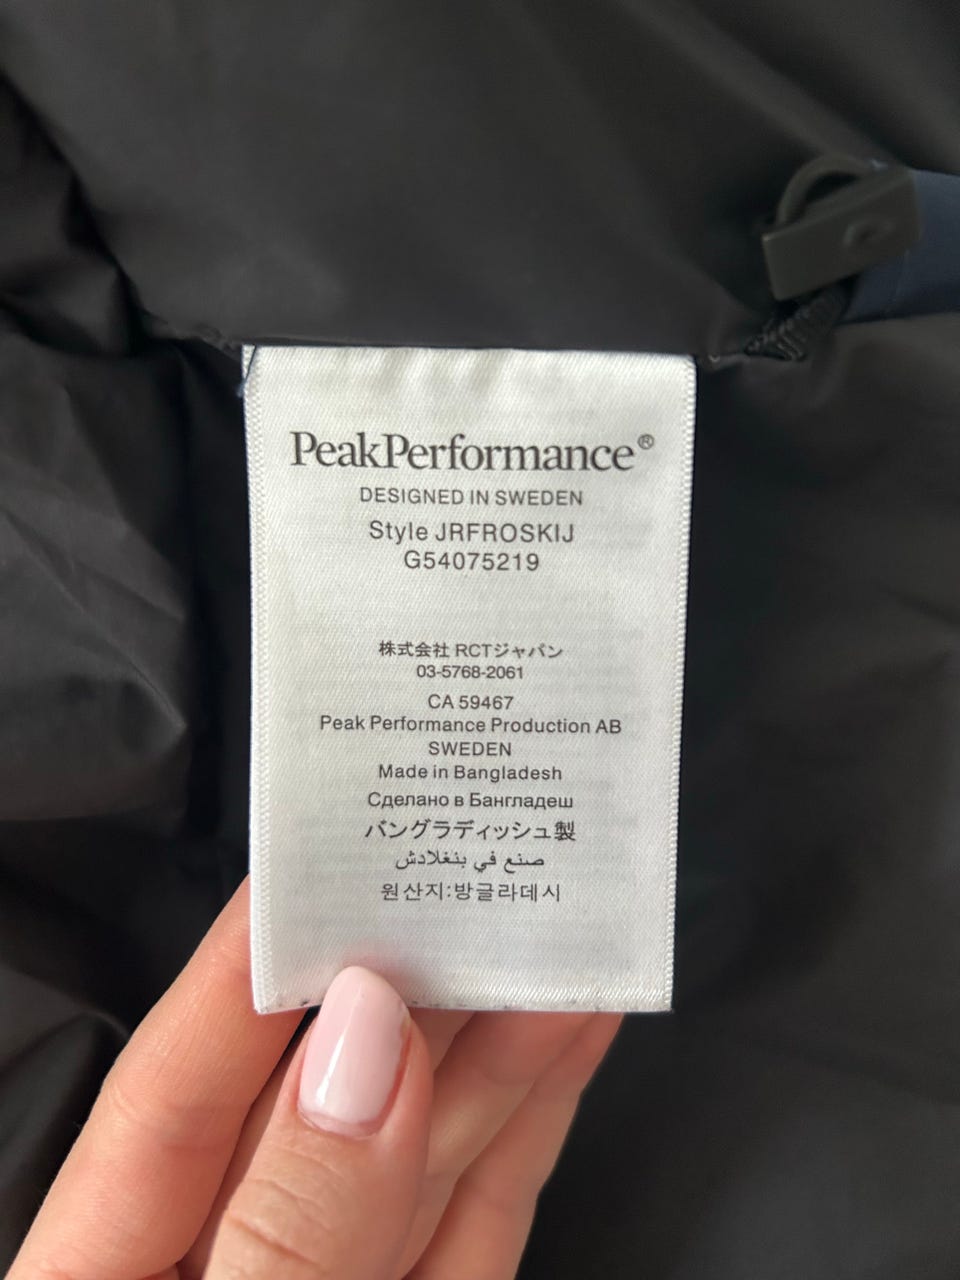 PeakPerformance®
DESIGNED IN SWEDEN
Style JRFROSKIJ
G54075219
株式会社 RCTジャパン
03-5768-2061
CA 59467
Peak Performance Production AB
SWEDEN
Made in Bangladesh
Сделано в Бангладеш
バングラディッシュ製
صنع في بنغلادش
원산지:방글라데시